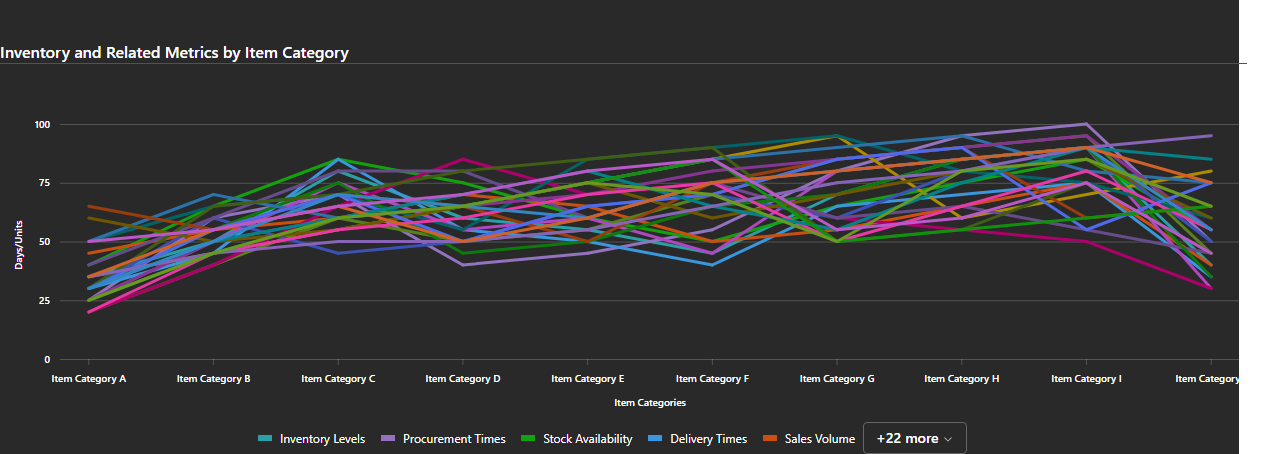 Inventory and Related Metrics by Item Category
100
75
50
25
0
Days/Units
Item Category A Item Category B Item Category C Item Category D Item Category E Item Category F Item Category G Item Category H Item Category I Item Category
Item Categories
Inventory Levels Procurement Times Stock Availability Delivery Times Sales Volume +22 more